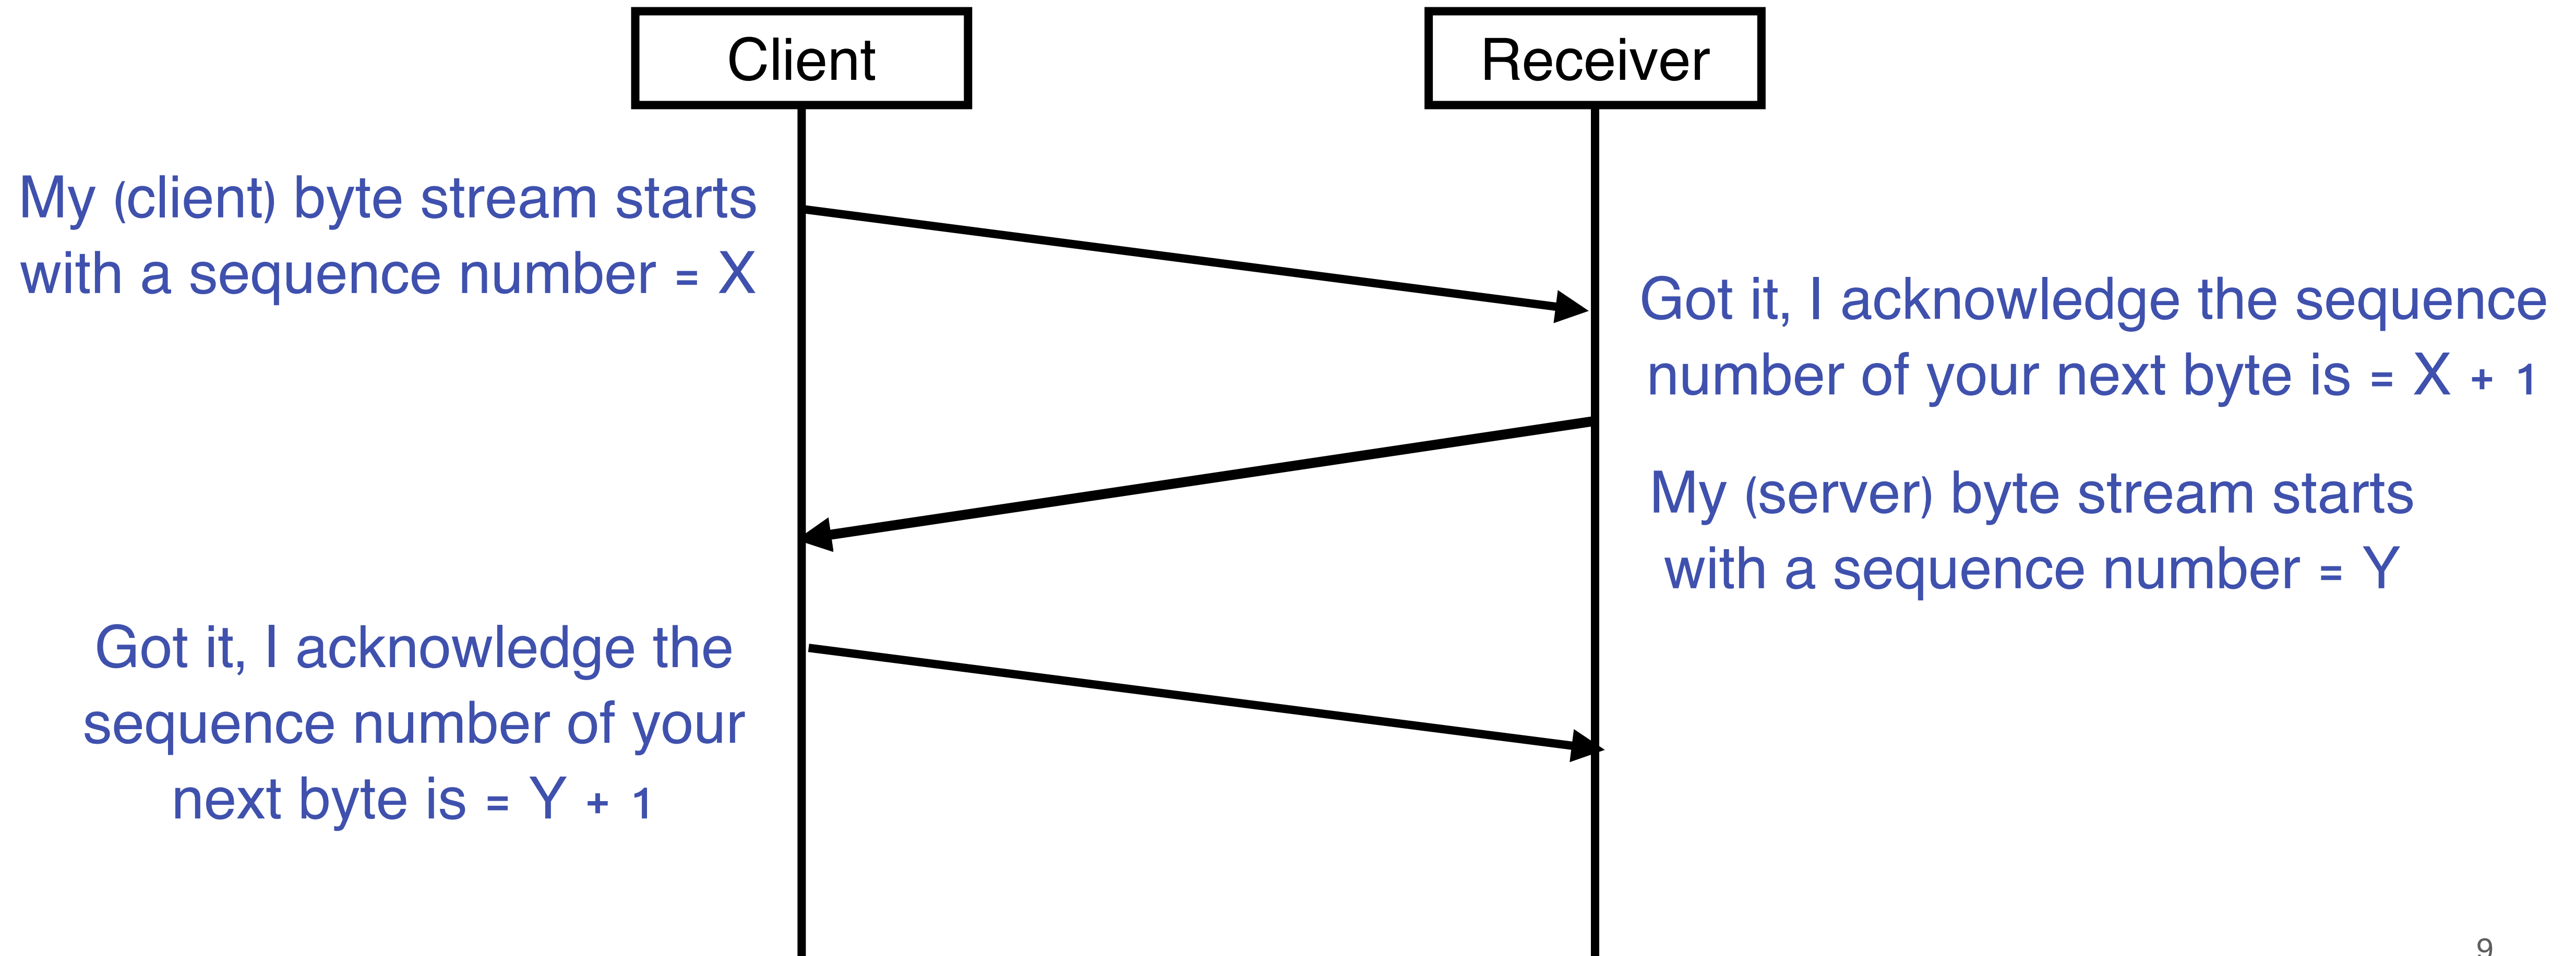 Client
Receiver
My (client) byte stream starts
with a sequence number = X
Got it, I acknowledge the sequence
number of your next byte is = X + 1
My (server) byte stream starts
with a sequence number = Y
Got it, I acknowledge the
sequence number of your
next byte is = Y + 1
9